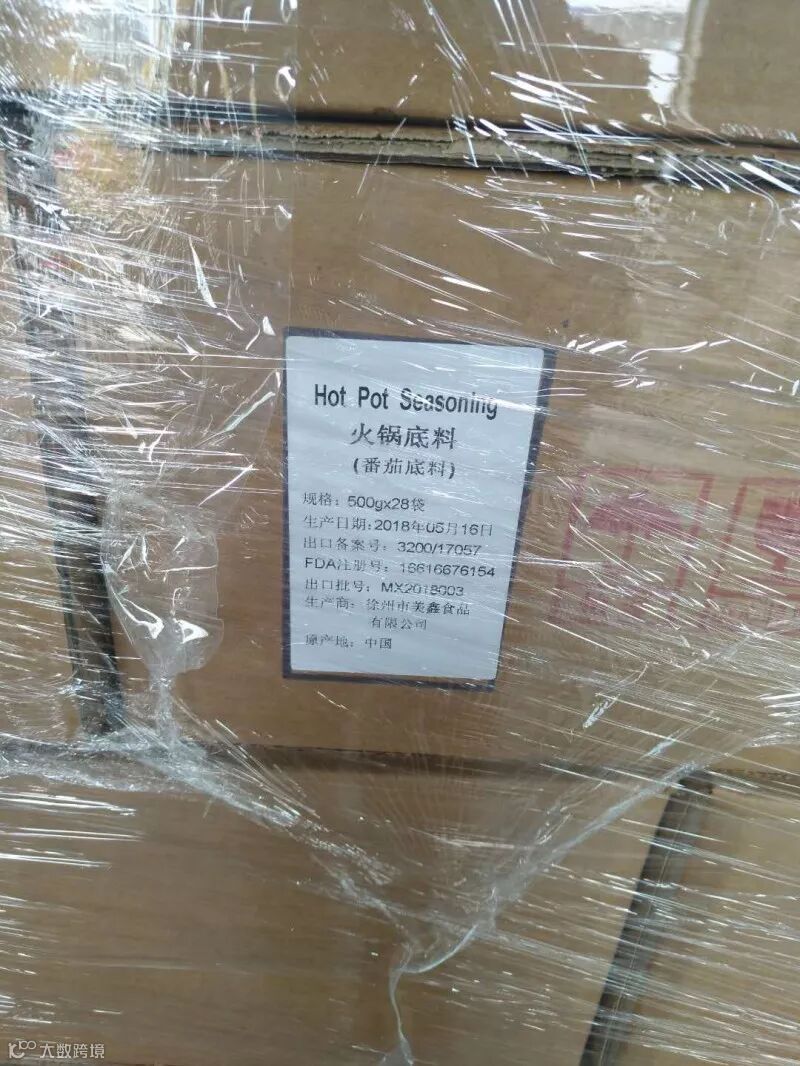 Hot Pot Seasoning
火锅底料
(番茄底料)
规格：500gx28袋
生产日期:2018年05月16日
出口备案号：3200/17057
FDA注册号：16616676154
出口批号：MX2018003
生产商：徐州市美鑫食品
有限公司
原产地：中国
大数跨境